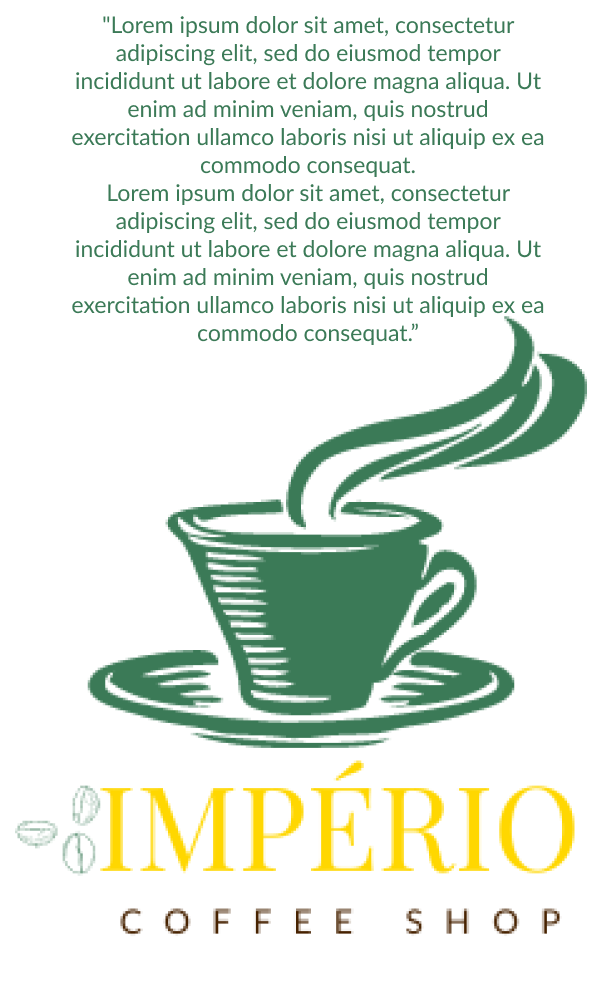 "Lorem ipsum dolor sit amet, consectetur
adipiscing elit, sed do eiusmod tempor
incididunt ut labore et dolore magna aliqua. Ut
enim ad minim veniam, quis nostrud
exercitation ullamco laboris nisi ut aliquip ex ea
commodo consequat.
Lorem ipsum dolor sit amet, consectetur
adipiscing elit, sed do eiusmod tempor
incididunt ut labore et dolore magna aliqua. Ut
enim ad minim veniam, quis nostrud
exercitation ullamco laboris nisi ut aliquip ex ea
commodo consequat.”
IMPÉRIO
COFFEE SHOP